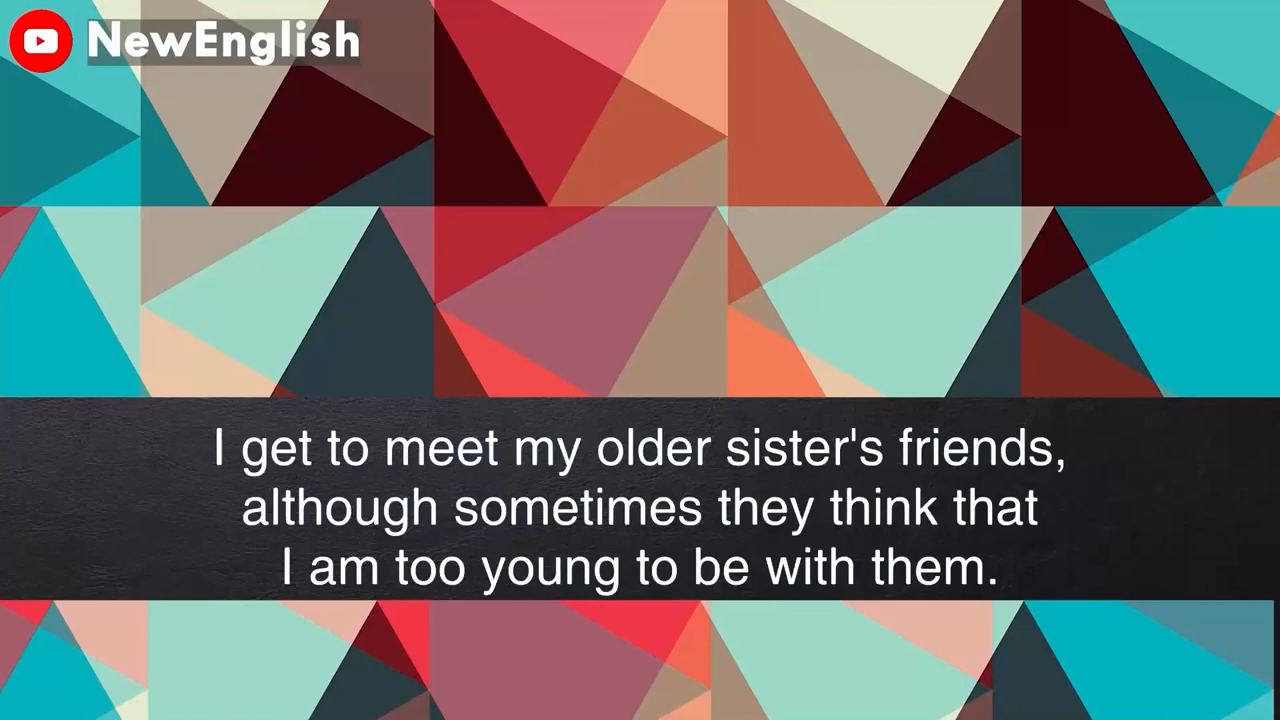 NewEnglish
I get to meet my older sister's friends,
although sometimes they think that
I am too young to be with them.